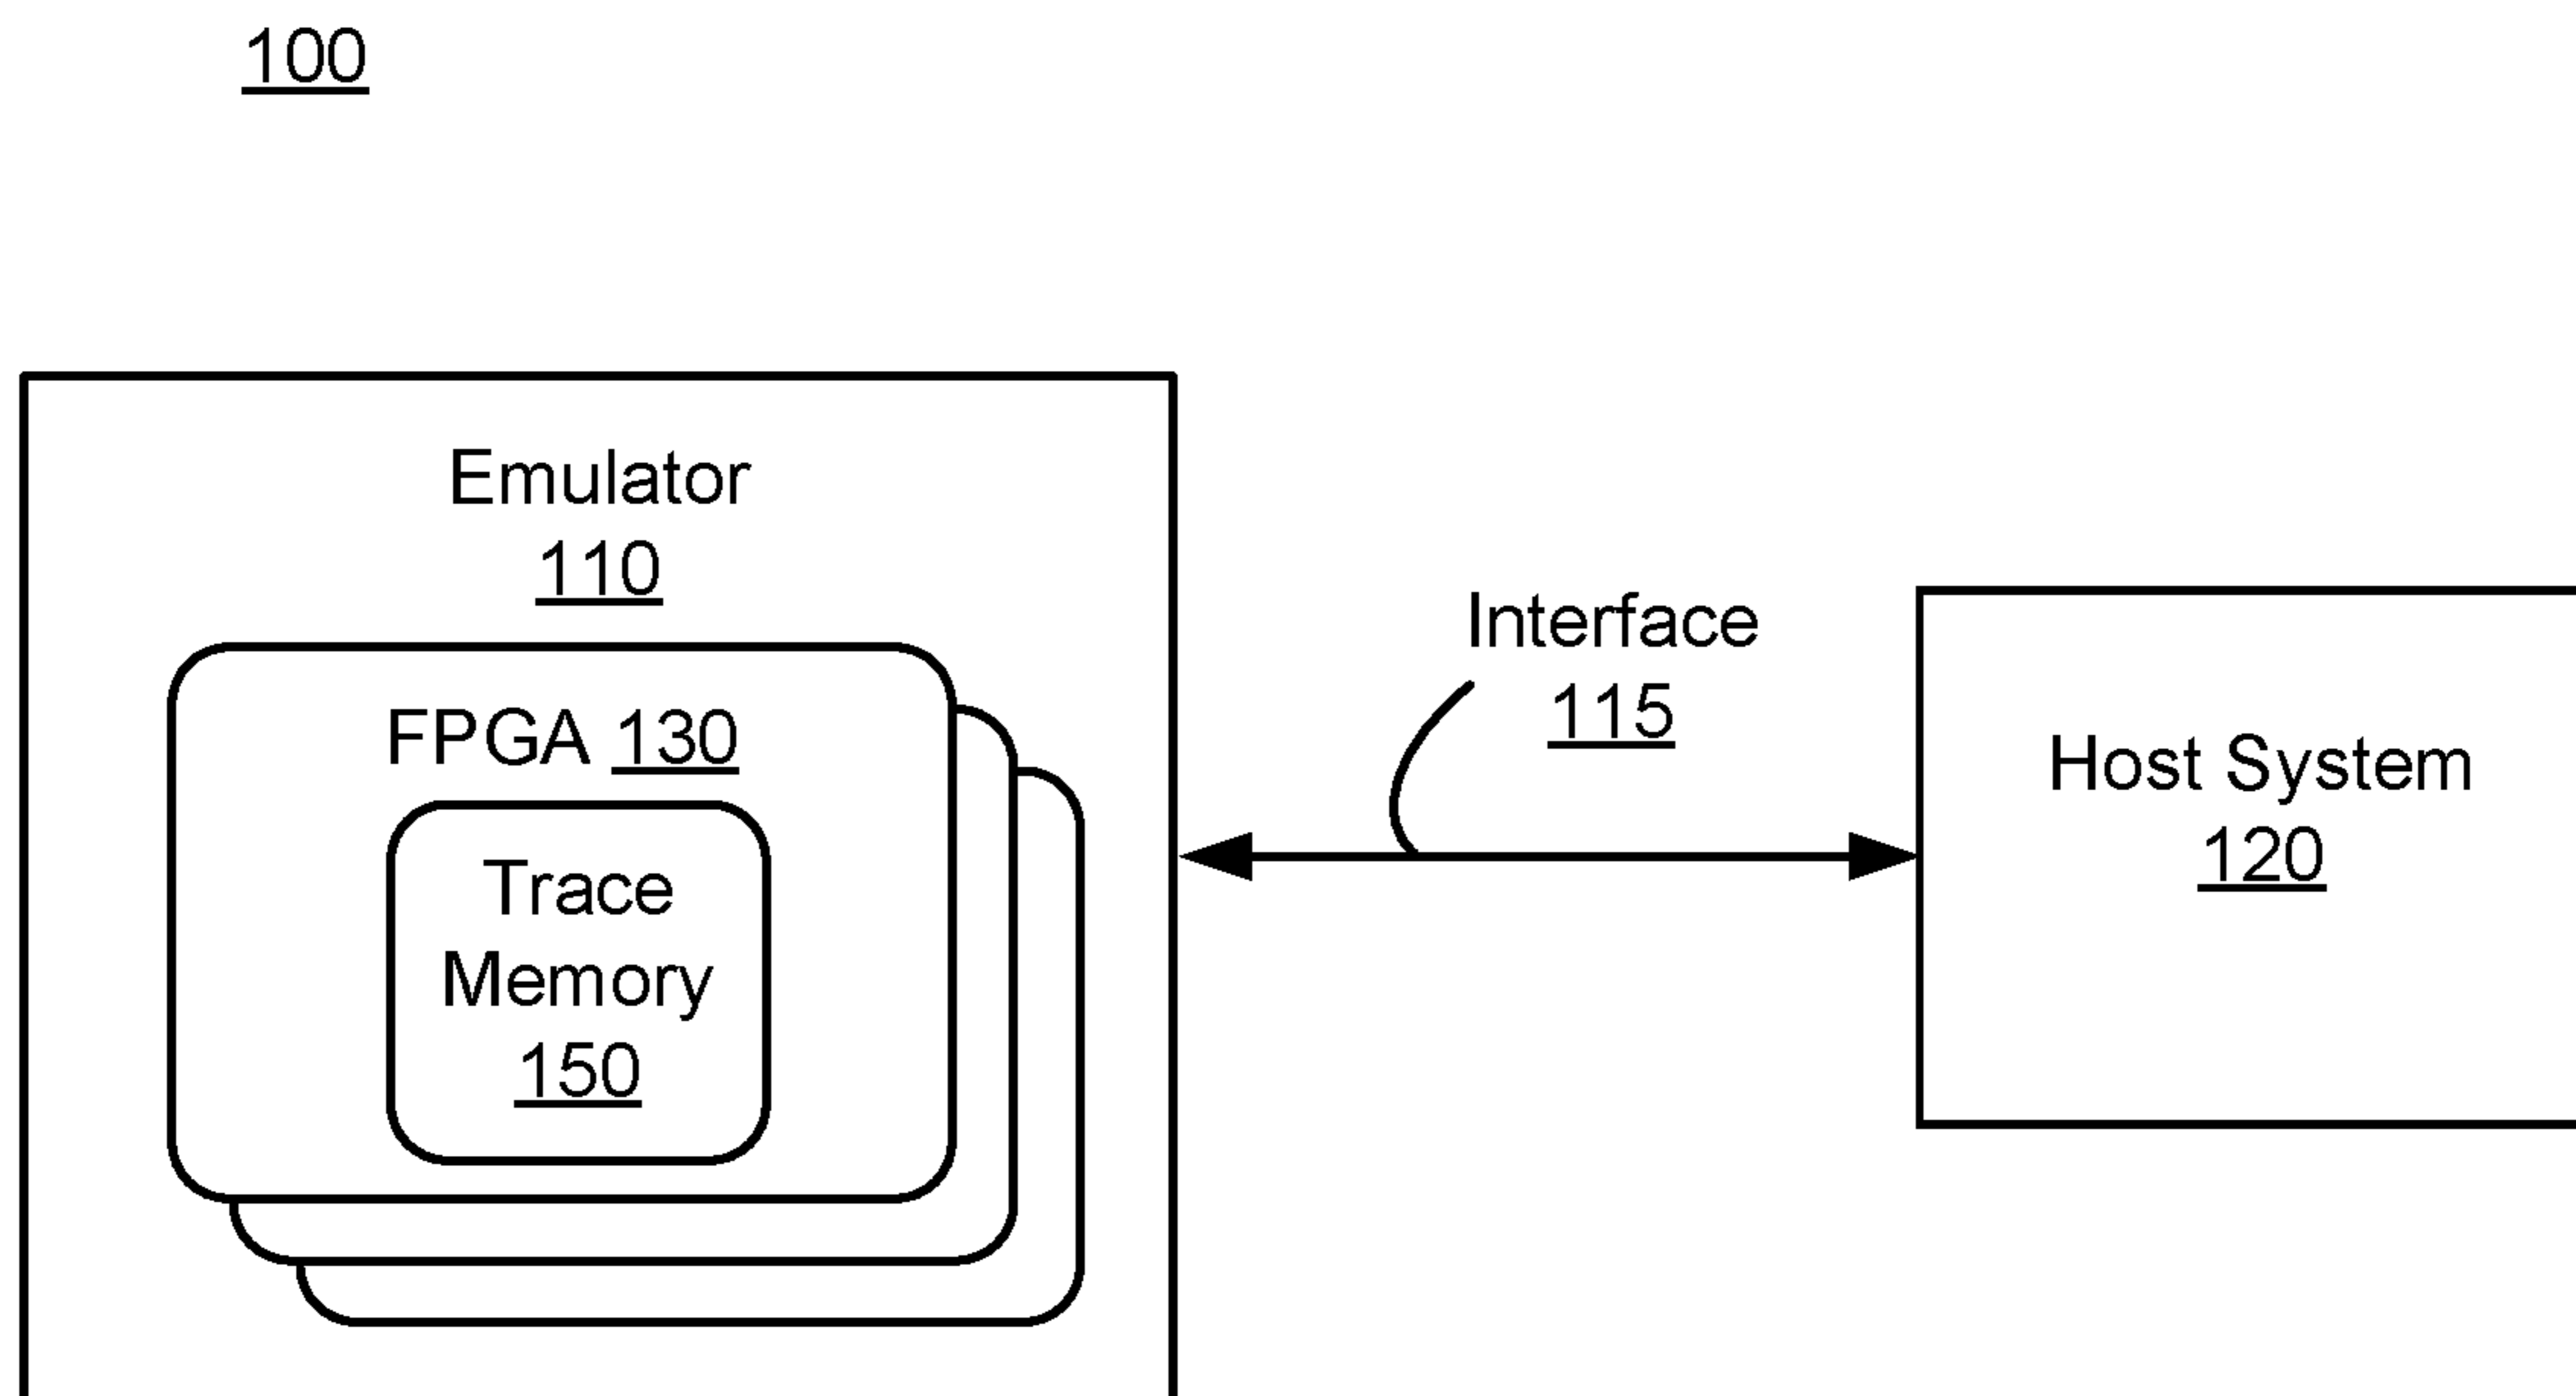 100
Emulator
110
FPGA 130
Trace
Memory
150
Interface
115
Host System
120